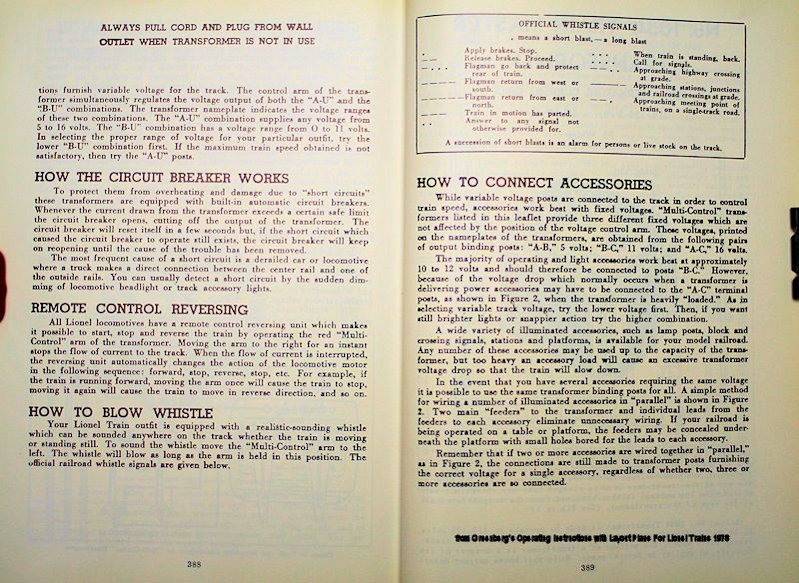 ALWAYS PULL CORD AND PLUG FROM WALL
OUTLET WHEN TRANSFORMER IS NOT IN USE
tions furnish variable voltage for the track. The control arm of the trans-
former simultaneously regulates the voltage output of both the "A-U" and the
"B-U" combinations. The transformer nameplate indicates the voltage ranges
of these two combinations. The "A-U" combination supplies any voltage from
5 to 16 volts. The "B-U" combination has a voltage range from O to 11 volts.
In selecting the proper range of voltage for your particular outfit, try the
lower "B-U" combination first. If the maximum train speed obtained is not
satisfactory, then try the "A-U" posts.
HOW THE CIRCUIT BREAKER WORKS
To protect them from overheating and damage due to "short circuits"
these transformers are equipped with built-in automatic circuit breakers.
Whenever the current drawn from the transformer exceeds a certain safe limit
the circuit breaker opens, cutting off the output of the transformer. The
circuit breaker will reset itself in a few seconds but, if the short circuit which
caused the circuit breaker to operate still exists, the circuit breaker will keep
on reopening until the cause of the trouble has been removed.
The most frequent cause of a short circuit is a derailed car or locomotive
where a truck makes a direct connection between the center rail and one of
the outside rails. You can usually detect a short circuit by the sudden dim-
ming of locomotive headlight or track accessory lights.
REMOTE CONTROL REVERSING
All Lionel locomotives have a remote control reversing unit which makes
it possible to start, stop and reverse the train by operating the red "Multi-
Control" arm of the transformer. Moving the arm to the right for an instant
stops the flow of current to the track. When the flow of current is interrupted,
the reversing unit automatically changes the action of the locomotive motor
in the following sequence: forward, stop, reverse, stop, etc. For example, if
the train is running forward, moving the arm once will cause the train to stop,
moving it again will cause the train to move in reverse direction, and so on.
HOW TO BLOW WHISTLE
Your Lionel Train outfit is equipped with a realistic-sounding whistle
which can be sounded anywhere on the track whether the train is moving
or standing still. To sound the whistle move the "Multi-Control" arm to the
left. The whistle will blow as long as the arm is held in this position. The
official railroad whistle signals are given below.
388
OFFICIAL WHISTLE SIGNALS
. means a short blast, — a long blast
Apply brakes. Stop.
— — Release brakes. Proceed.
— . . . Flagman go back and protect
rear of train.
— — — — Flagman return from west or
south.
— — — — — Flagman return from east or
north.
— — — Train in motion has parted.
. . Answer to any signal not
otherwise provided for.
. . . When train is standing, back.
. . . . Call for signals.
Approaching highway crossing
at grade.
Approaching stations, junctions
and railroad crossings at grade.
— — . Approaching meeting point of
trains, on a single-track road.
A succession of short blasts is an alarm for persons or live stock on the track.
HOW TO CONNECT ACCESSORIES
While variable voltage posts are connected to the track in order to control
train speed, accessories work best with fixed voltages. "Multi-Control" trans-
formers listed in this leaflet provide three different fixed voltages which are
not affected by the position of the voltage control arm. These voltages, printed
on the nameplates of the transformers, are obtained from the following pairs
of output binding posts: "A-B," 5 volts; "B-C," 11 volts; and "A-C," 16 volts.
The majority of operating and light accessories work best at approximately
10 to 12 volts and should therefore be connected to posts "B-C." However,
because of the voltage drop which normally occurs when a transformer is
delivering power accessories may have to be connected to the "A-C" terminal
posts, as shown in Figure 2, when the transformer is heavily "loaded." As in
selecting variable track voltage, try the lower voltage first. Then, if you want
still brighter lights or snappier action try the higher combination.
A wide variety of illuminated accessories, such as lamp posts, block and
crossing signals, stations and platforms, is available for your model railroad.
Any number of these accessories may be used up to the capacity of the trans-
former, but too heavy an accessory load will cause an excessive transformer
voltage drop so that the train will slow down.
In the event that you have several accessories requiring the same voltage
it is possible to use the same transformer binding posts for all. A simple method
for wiring a number of illuminated accessories in "parallel" is shown in Figure
2. Two main "feeders" to the transformer and individual leads from the
feeders to each accessory eliminate unnecessary wiring. If your railroad is
being operated on a table or platform, the feeders may be concealed under-
neath the platform with small holes bored for the leads to each accessory.
Remember that if two or more accessories are wired together in "parallel,"
as in Figure 2, the connections are still made to transformer posts furnishing
the correct voltage for a single accessory, regardless of whether two, three or
more accessories are so connected.
from Greenberg's Operating Instructions with Layout Plans For Lionel Trains 1978
389